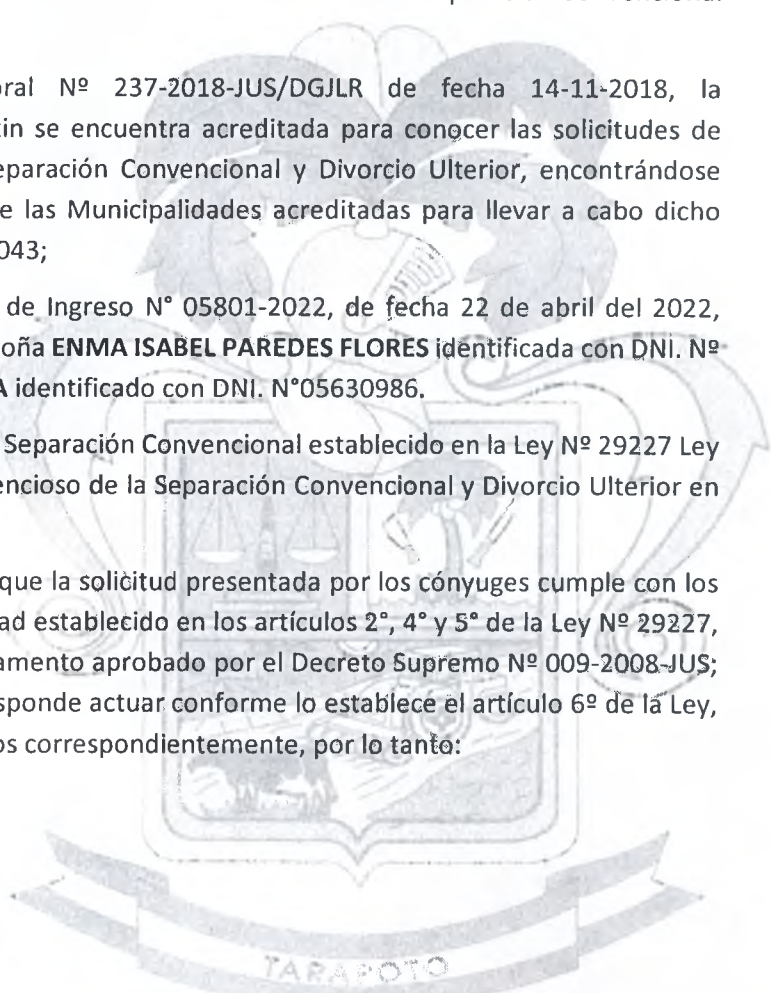 oral Nº 237-2018-JUS/DGJLR de fecha 14-11-2018, la
tin se encuentra acreditada para conocer las solicitudes de
eparación Convencional y Divorcio Ulterior, encontrándose
e las Municipalidades acreditadas para llevar a cabo dicho
043;
de Ingreso N° 05801-2022, de fecha 22 de abril del 2022,
oña ENMA ISABEL PAREDES FLORES identificada con DNI. Nº
A identificado con DNI. N°05630986.
Separación Convencional establecido en la Ley Nº 29227 Ley
encioso de la Separación Convencional y Divorcio Ulterior en
que la solicitud presentada por los cónyuges cumple con los
ad establecido en los artículos 2°, 4° y 5° de la Ley Nº 29227,
amento aprobado por el Decreto Supremo Nº 009-2008-JUS;
sponde actuar conforme lo establece el artículo 6º de la Ley,
os correspondientemente, por lo tanto:
TARAPOTO